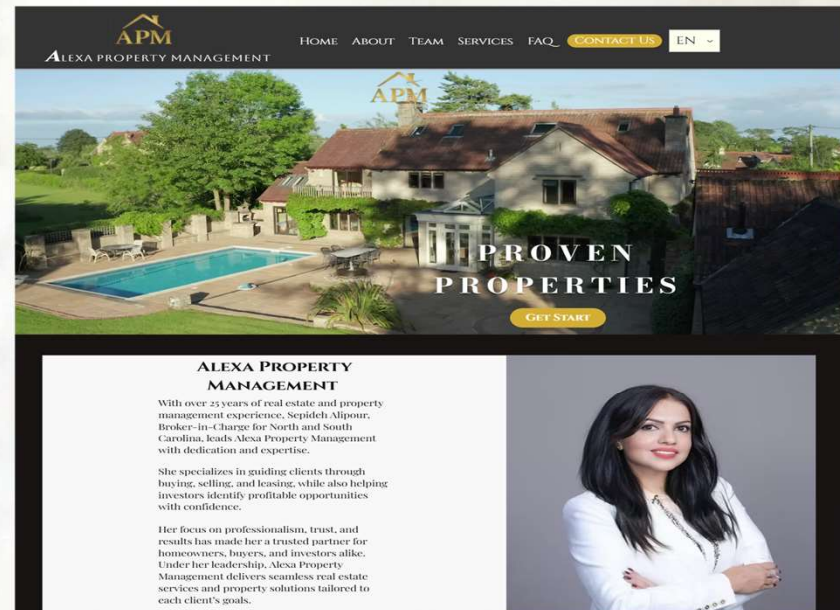 APM
ALEXA PROPERTY MANAGEMENT
HOME ABOUT TEAM SERVICES FAQ CONTACT US EN
APM
PROVEN
PROPERTIES
GET START
ALEXA PROPERTY
MANAGEMENT
With over 25 years of real estate and property
management experience, Sepideh Alipour,
Broker-in-Charge for North and South
Carolina, leads Alexa Property Management
with dedication and expertise.
She specializes in guiding clients through
buying, selling, and leasing, while also helping
investors identify profitable opportunities
with confidence.
Her focus on professionalism, trust, and
results has made her a trusted partner for
homeowners, buyers, and investors alike.
Under her leadership, Alexa Property
Management delivers seamless real estate
services and property solutions tailored to
each client's goals.